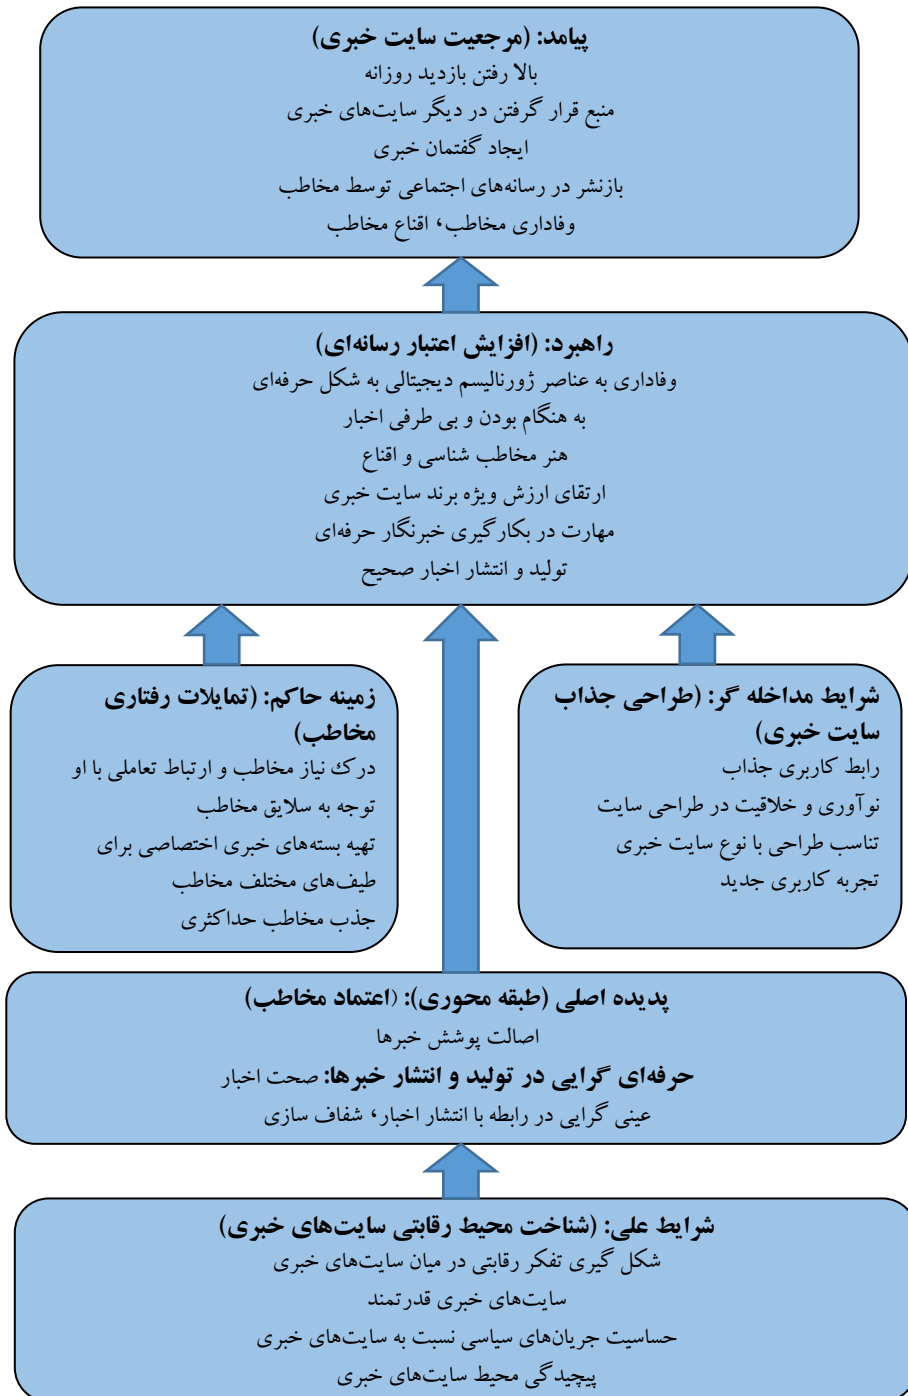 پیامد: (مرجعیت سایت خبری)
بالا رفتن بازدید روزانه
منبع قرار گرفتن در دیگر سایت‌های خبری
ایجاد گفتمان خبری
بازنشر در رسانه‌های اجتماعی توسط مخاطب
وفاداری مخاطب، اقناع مخاطب
راهبرد: (افزایش اعتبار رسانه‌ای)
وفاداری به عناصر ژورنالیسم دیجیتالی به شکل حرفه‌ای
به هنگام بودن و بی طرفی اخبار
هنر مخاطب شناسی و اقناع
ارتقای ارزش ویژه برند سایت خبری
مهارت در بکارگیری خبرنگار حرفه‌ای
تولید و انتشار اخبار صحیح
شرایط مداخله گر: (طراحی جذاب
سایت خبری)
رابط کاربری جذاب
نوآوری و خلاقیت در طراحی سایت
تناسب طراحی با نوع سایت خبری
تجربه کاربری جدید
زمینه حاکم: (تمایلات رفتاری
مخاطب)
درک نیاز مخاطب و ارتباط تعاملی با او
توجه به سلایق مخاطب
تهیه بسته‌های خبری اختصاصی برای
طیف‌های مختلف مخاطب
جذب مخاطب حداکثری
پدیده اصلی (طبقه محوری): (اعتماد مخاطب)
اصالت پوشش خبرها
حرفه‌ای گرایی در تولید و انتشار خبرها: صحت اخبار
عینی گرایی در رابطه با انتشار اخبار، شفاف سازی
شرایط علی: (شناخت محیط رقابتی سایت‌های خبری)
شکل گیری تفکر رقابتی در میان سایت‌های خبری
سایت‌های خبری قدرتمند
حساسیت جریان‌های سیاسی نسبت به سایت‌های خبری
پیچیدگی محیط سایت‌های خبری